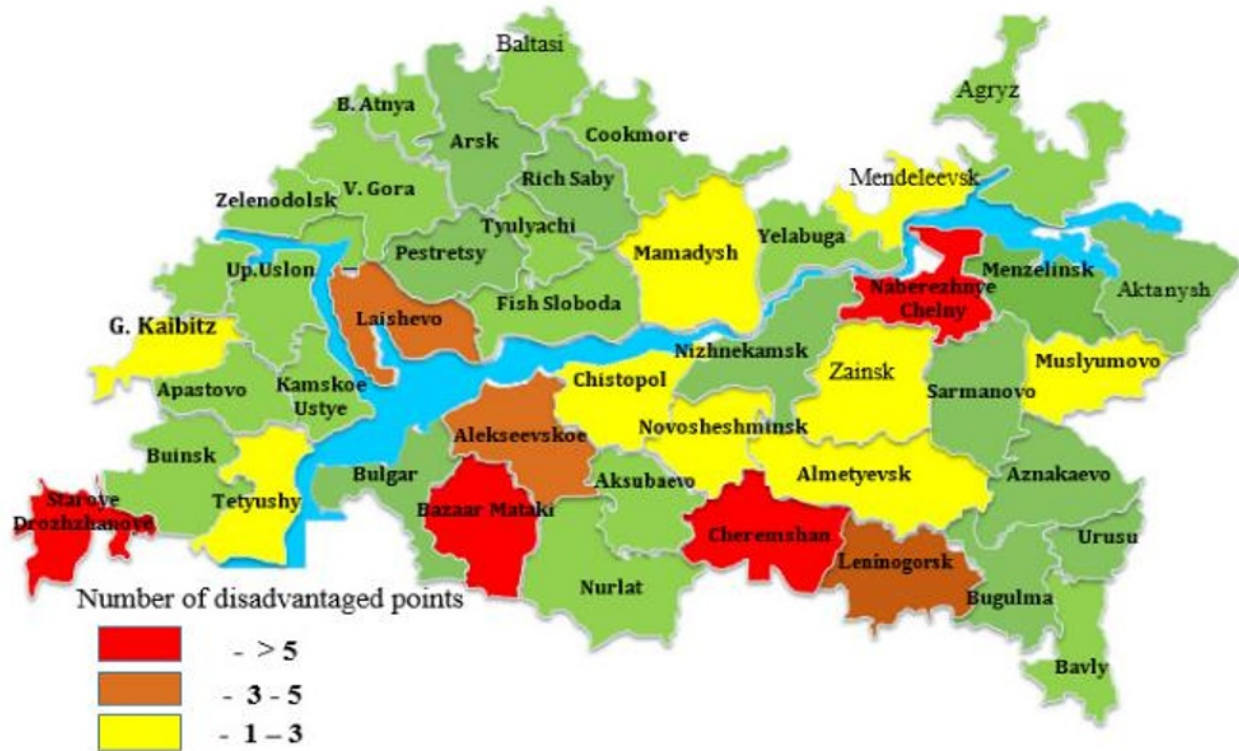 Baltasi
Agryz
B. Atnya
Arsk
Cookmore
Rich Saby
Mendeleevsk
Zelenodolsk
V. Gora
Tyulyachi
Yelabuga
Pestretsy
Mamadysh
Up.Uslon
Menzelinsk
Naberezhnye
Chelny
Aktanysh
Fish Sloboda
Laishevo
G. Kaibitz
Nizhnekamsk
Muslyumovo
Zainsk
Chistopol
Apastovo
Kamskoe
Ustye
Sarmanovo
Novosheshminsk
Alekseevskoe
Buinsk
Bulgar
Aksubaevo
Almetyevsk
Aznakaevo
Tetyushy
Staroye
Drozhzhanoye
Bazaar Mataki
Cheremshan
Urusu
Leninogorsk
Nurlat
Bugulma
Bavly
Number of disadvantaged points
- > 5
- 3 - 5
- 1 – 3